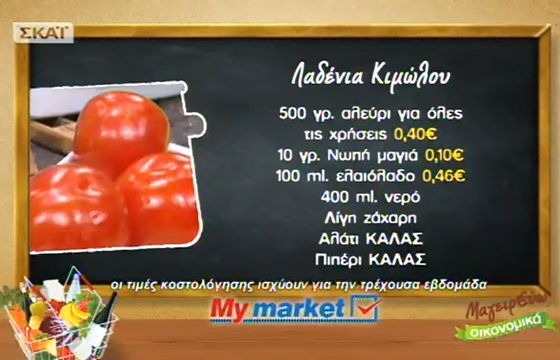 ΣΚΑΪ
Λαδένια Κιμώλου
500 γρ. αλεύρι για όλες
τις χρήσεις 0,40€
10 γρ. Νωπή μαγιά 0,10€
100 ml. ελαιόλαδο 0,46€
400 ml. νερό
Λίγη ζάχαρη
Αλάτι ΚΑΛΑΣ
Πιπέρι ΚΑΛΑΣ
οι τιμές κοστολόγησης ισχύουν για την τρέχουσα εβδομάδα
My market
Μαγειρεύω
οικονομικά